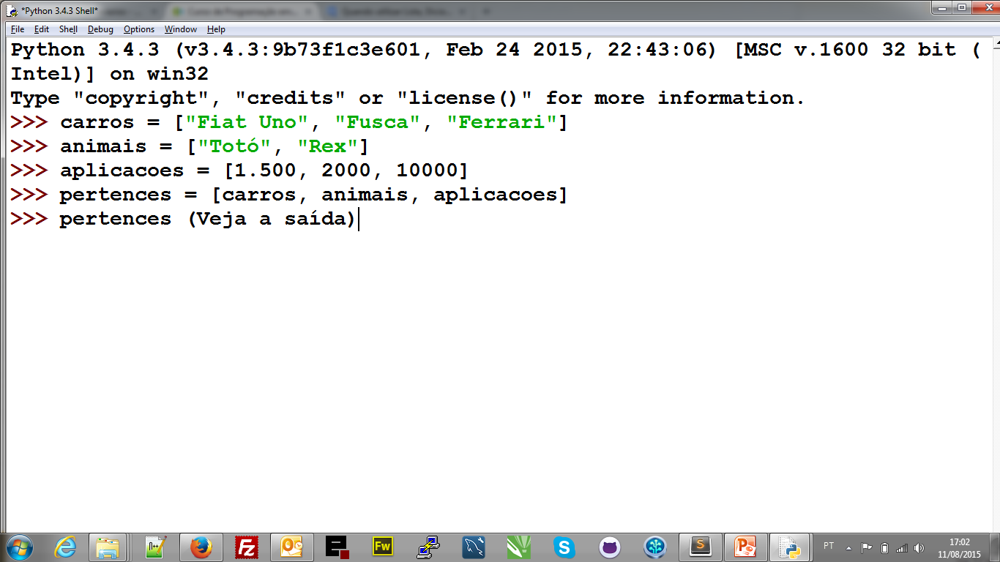 *Python 3.4.3 Shell*
File Edit Shell Debug Options Window Help
Python 3.4.3 (v3.4.3:9b73f1c3e601, Feb 24 2015, 22:43:06) [MSC v.1600 32 bit (
Intel)] on win32
Type "copyright", "credits" or "license()" for more information.
>>> carros = ["Fiat Uno", "Fusca", "Ferrari"]
>>> animais = ["Totó", "Rex"]
>>> aplicacoes = [1.500, 2000, 10000]
>>> pertences = [carros, animais, aplicacoes]
>>> pertences (Veja a saída)
PT
17:02
11/08/2015
Fz
Fw
S